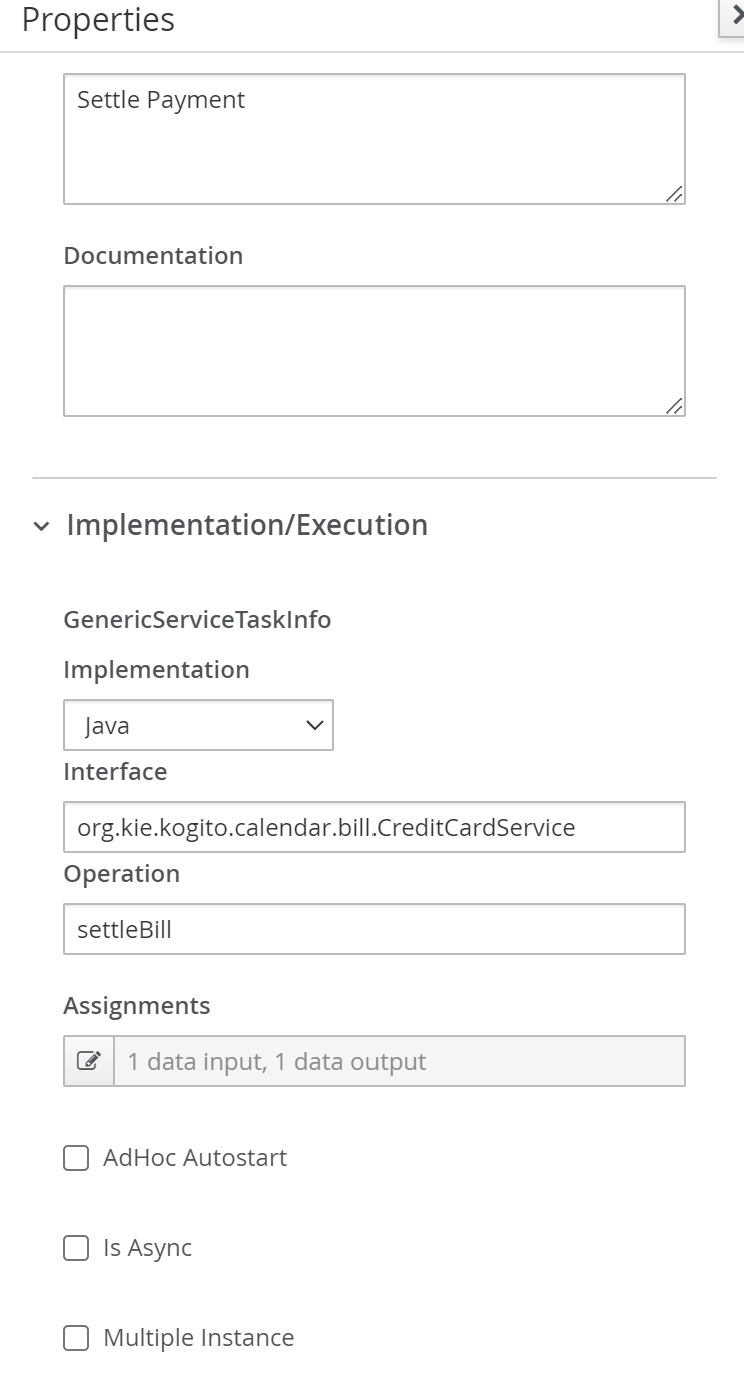 Properties
Settle Payment
Documentation
Implementation/Execution
GenericServiceTaskInfo
Implementation
Java
Interface
org.kie.kogito.calendar.bill.CreditCardService
Operation
settleBill
Assignments
1 data input, 1 data output
AdHoc Autostart
Is Async
Multiple Instance